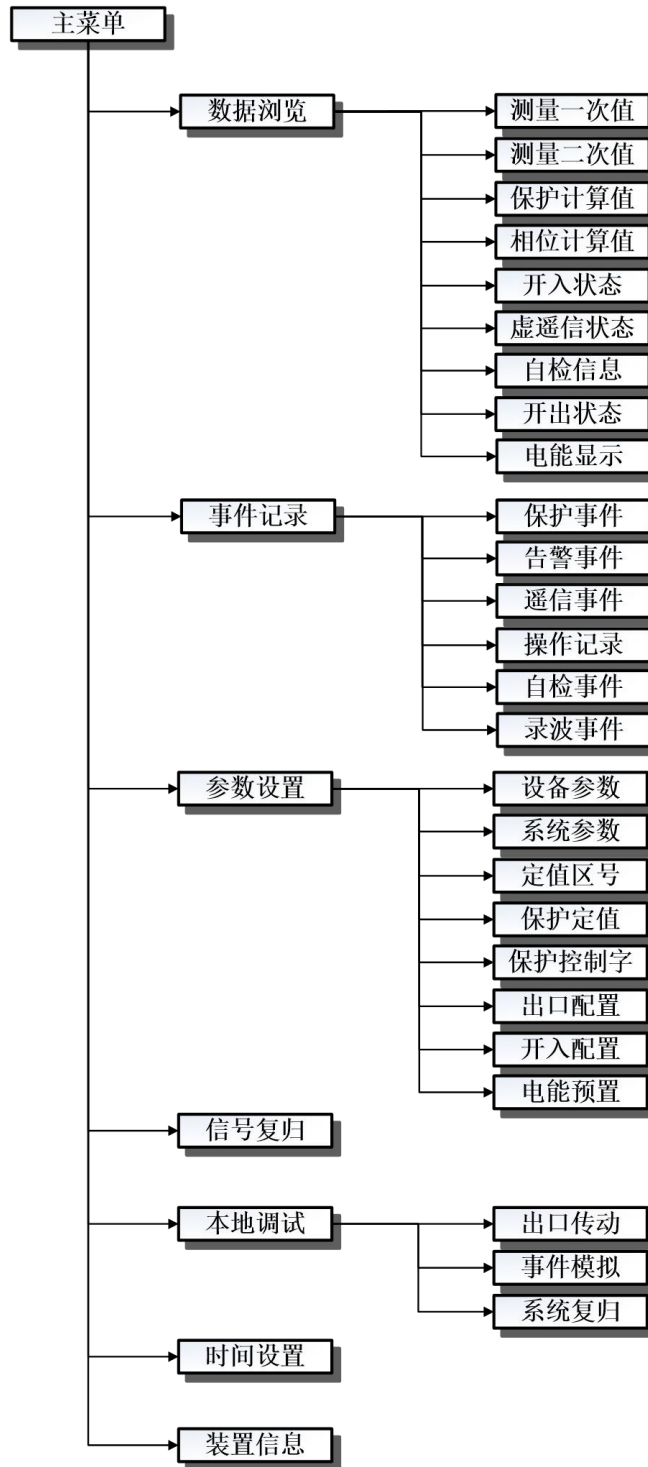 主菜单
数据浏览
测量一次值
测量二次值
保护计算值
相位计算值
开入状态
虚遥信状态
自检信息
开出状态
电能显示
事件记录
保护事件
告警事件
遥信事件
操作记录
自检事件
录波事件
参数设置
设备参数
系统参数
定值区号
保护定值
保护控制字
出口配置
开入配置
电能预置
信号复归
本地调试
出口传动
事件模拟
系统复归
时间设置
装置信息